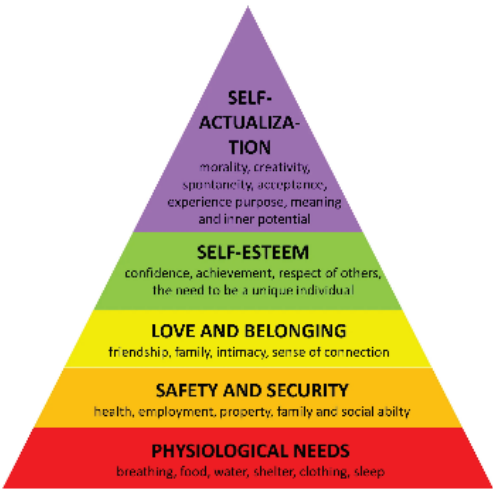 SELF-
ACTUALIZA-
TION
morality, creativity,
spontaneity, acceptance,
experience purpose, meaning
and inner potential
SELF-ESTEEM
confidence, achievement, respect of others,
the need to be a unique individual
LOVE AND BELONGING
friendship, family, intimacy, sense of connection
SAFETY AND SECURITY
health, employment, property, family and social abilty
PHYSIOLOGICAL NEEDS
breathing, food, water, shelter, clothing, sleep